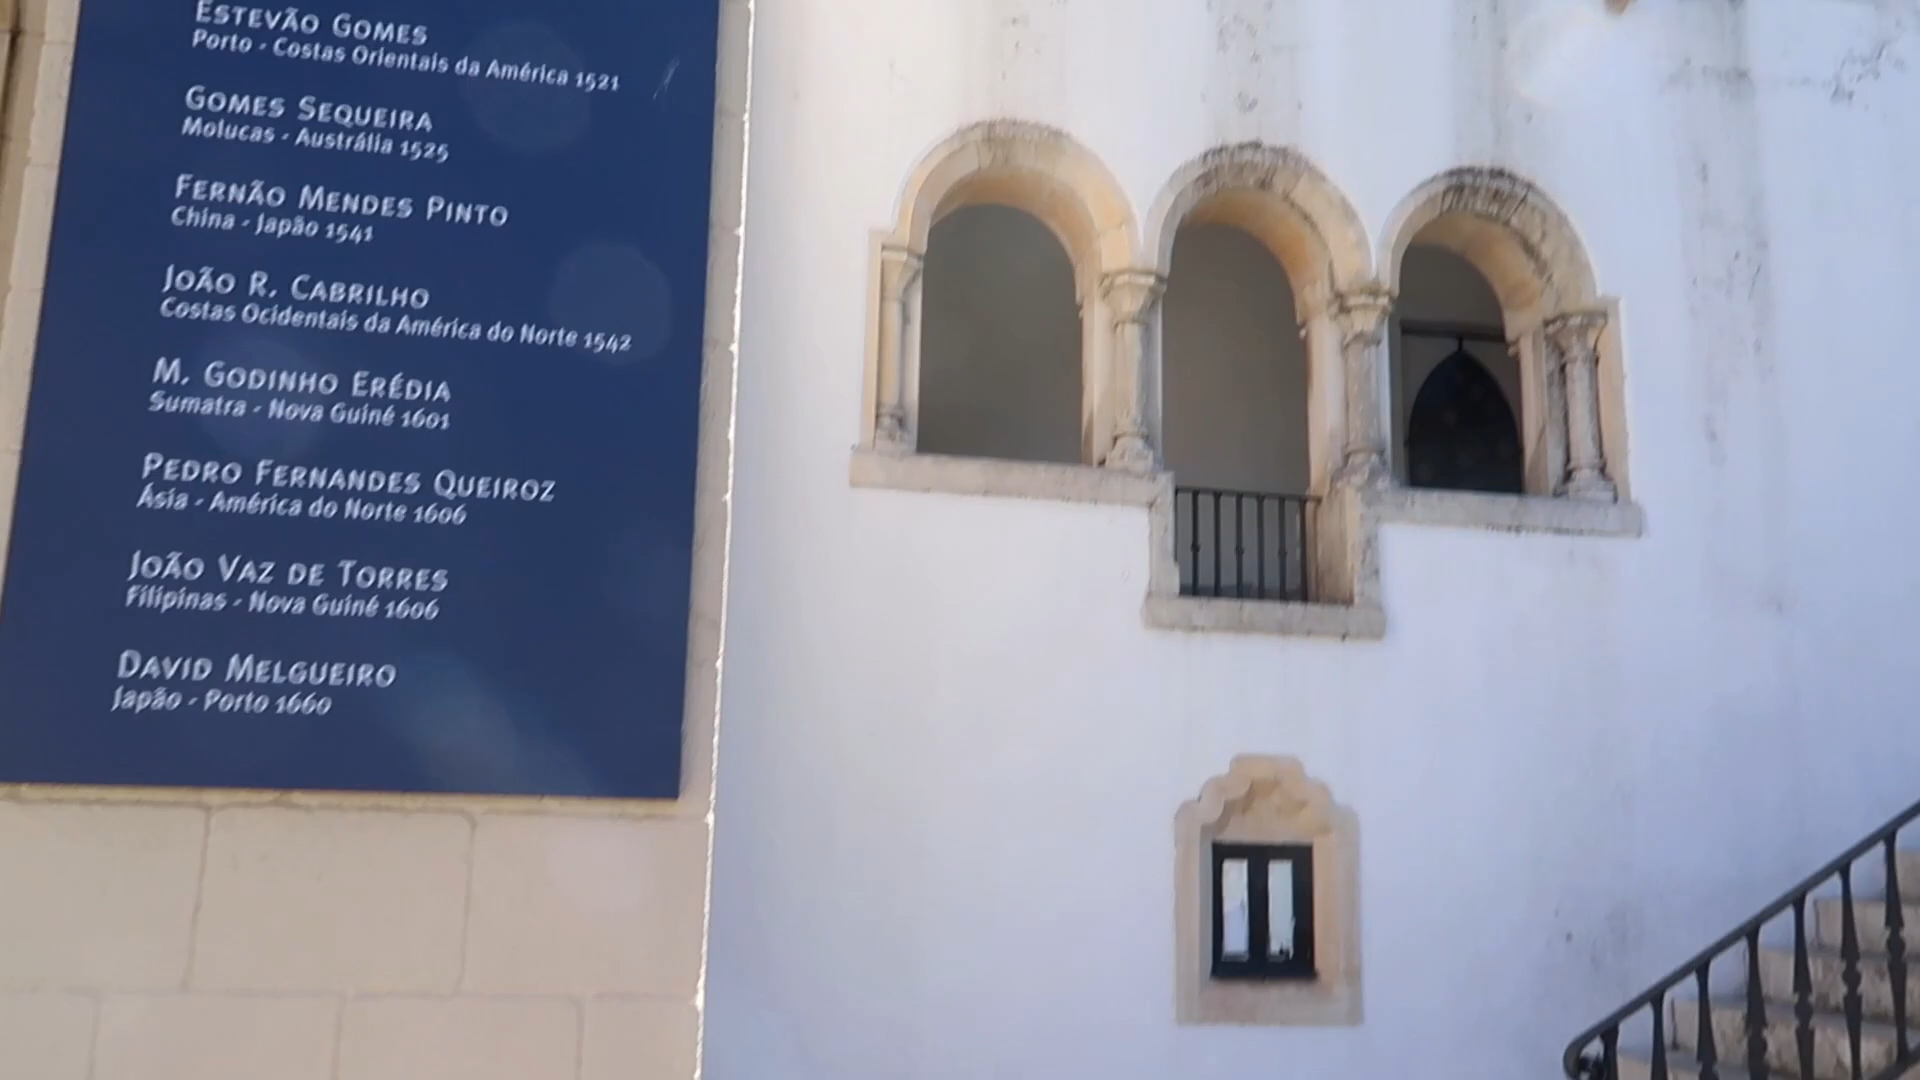 Estevão Gomes
Porto - Costas Orientais da América 1521
Gomes Sequeira
Molucas - Austrália 1525
Fernão Mendes Pinto
China - Japão 1541
João R. Cabrilho
Costas Ocidentais da América do Norte 1542
M. Godinho Erédia
Sumatra - Nova Guiné 1601
Pedro Fernandes Queiroz
Ásia - América do Norte 1606
João Vaz de Torres
Filipinas - Nova Guiné 1606
David Melgueiro
Japão - Porto 1660